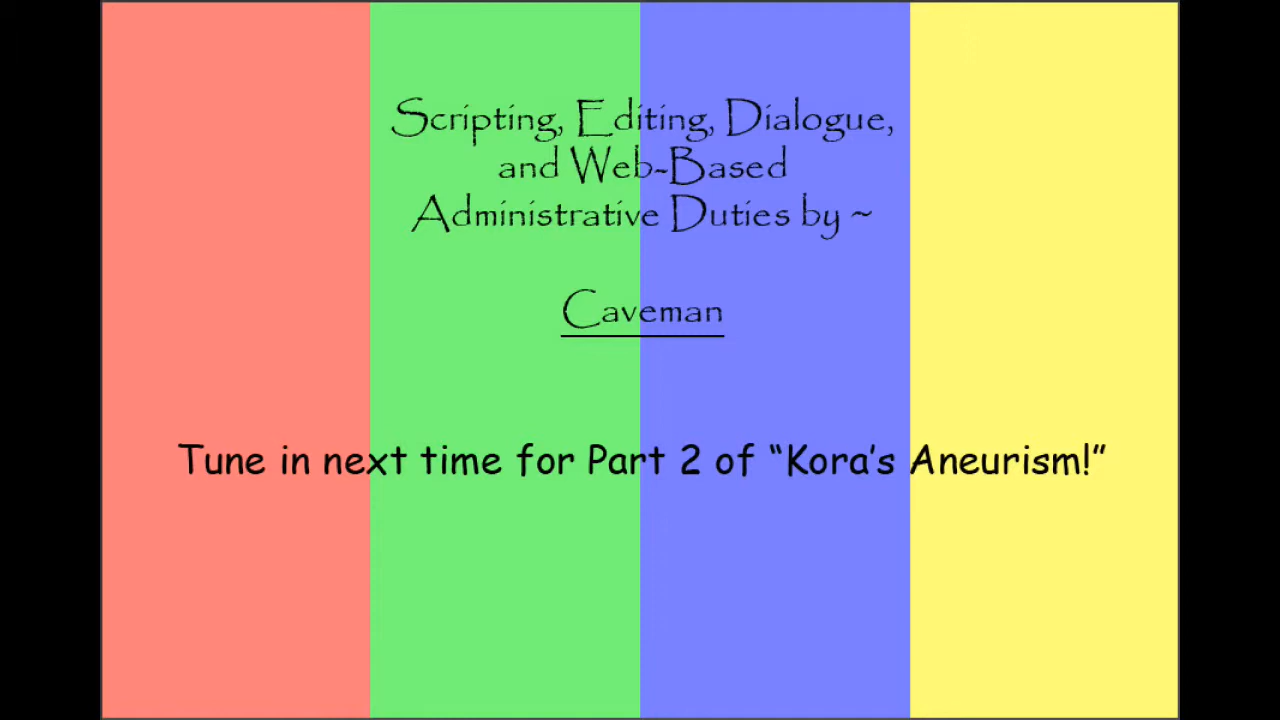 Scripting, Editing, Dialogue,
and Web-Based
Administrative Duties by ~
Caveman
Tune in next time for Part 2 of “Kora’s Aneurism!”